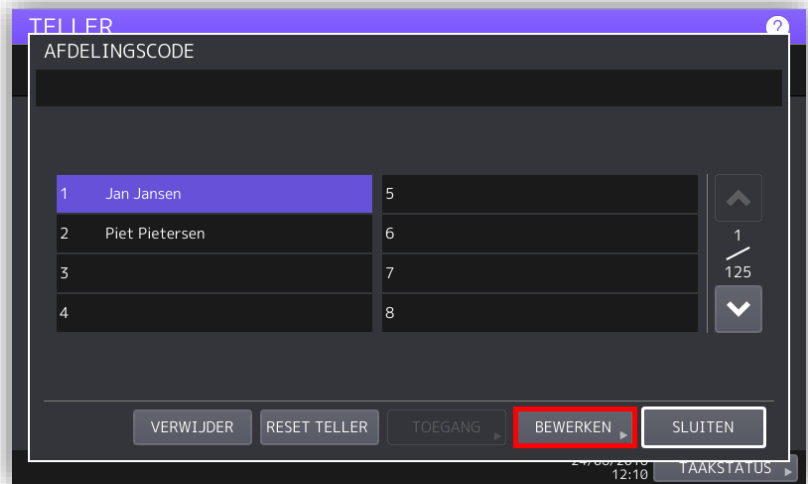 TELLER
?
AFDELINGSCODE
1 Jan Jansen
2 Piet Pietersen
3
4
5
6
7
8
1
125
VERWIJDER RESET TELLER TOEGANG BEWERKEN SLUITEN
12:10 TAAKSTATUS